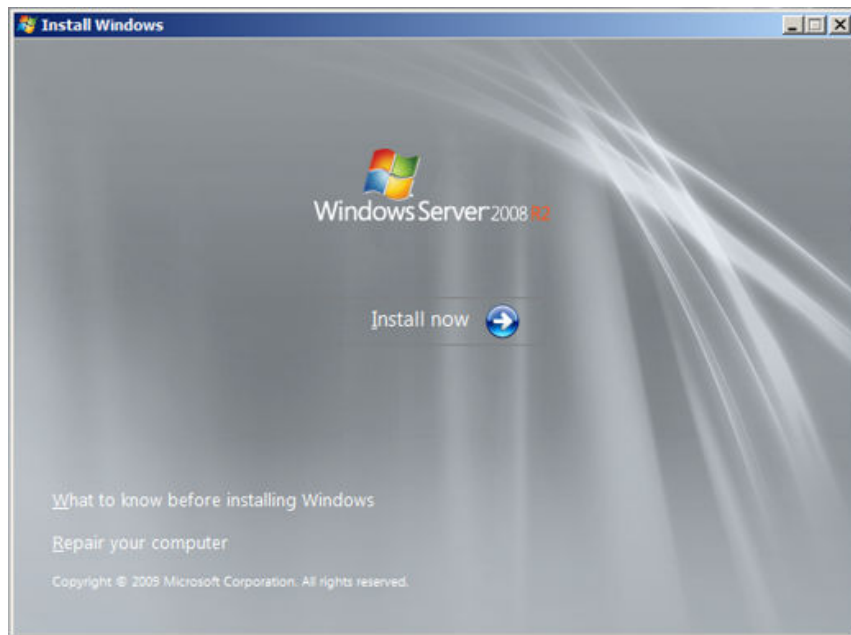 Install Windows
Windows Server 2008 R2
Install now
What to know before installing Windows
Repair your computer
Copyright © 2009 Microsoft Corporation. All rights reserved.